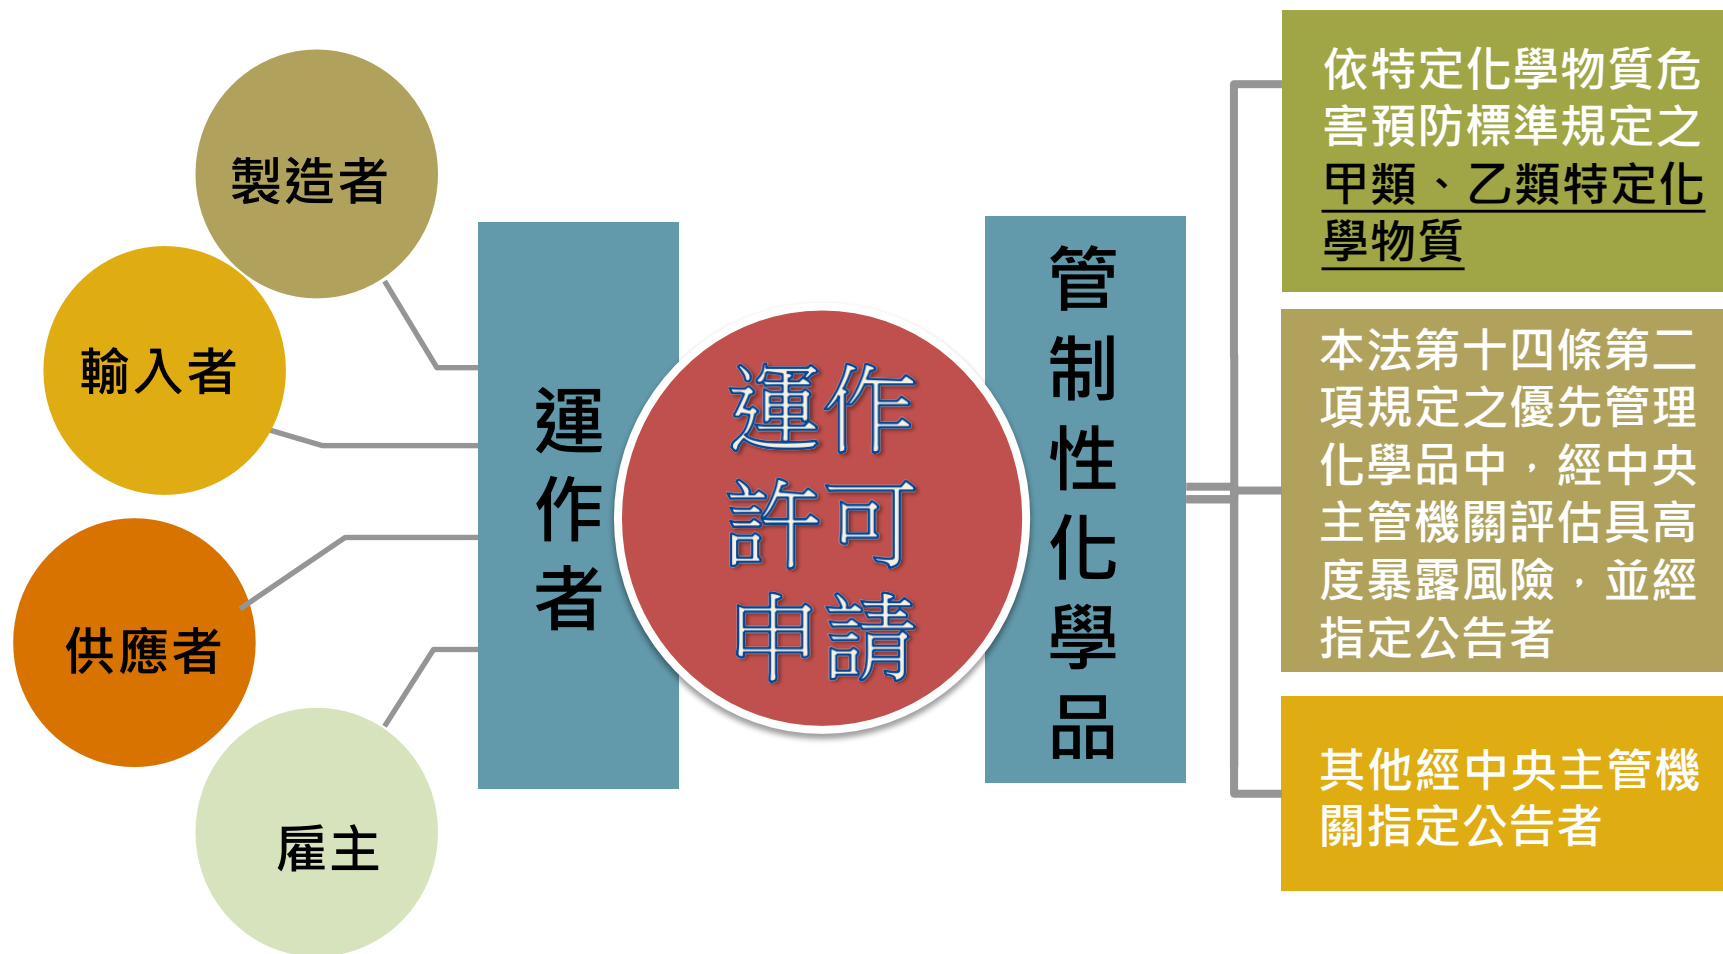 製造者
輸入者
供應者
雇主
運作者
運作
許可
申請
管制性化學品
依特定化學物質危
害預防標準規定之
甲類、乙類特定化
學物質
本法第十四條第二
項規定之優先管理
化學品中，經中央
主管機關評估具高
度暴露風險，並經
指定公告者
其他經中央主管機
關指定公告者